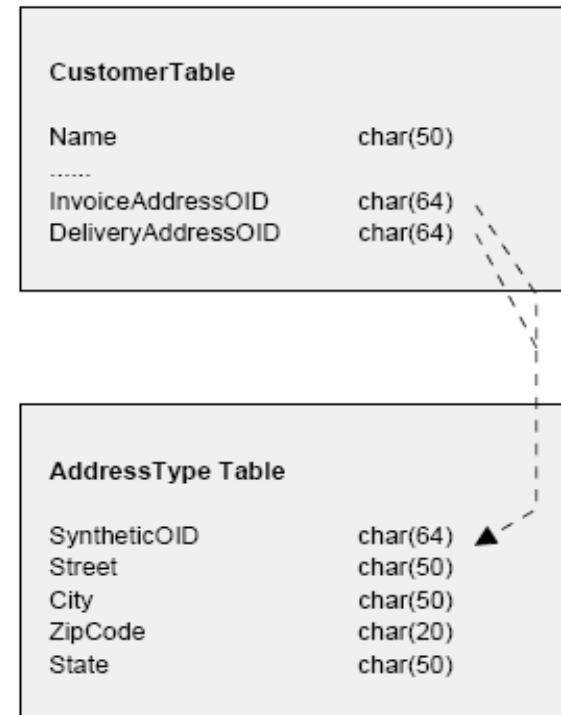 CustomerTable
Name char(50)
......
InvoiceAddressOID char(64)
DeliveryAddressOID char(64)
AddressType Table
SyntheticOID char(64)
Street char(50)
City char(50)
ZipCode char(20)
State char(50)